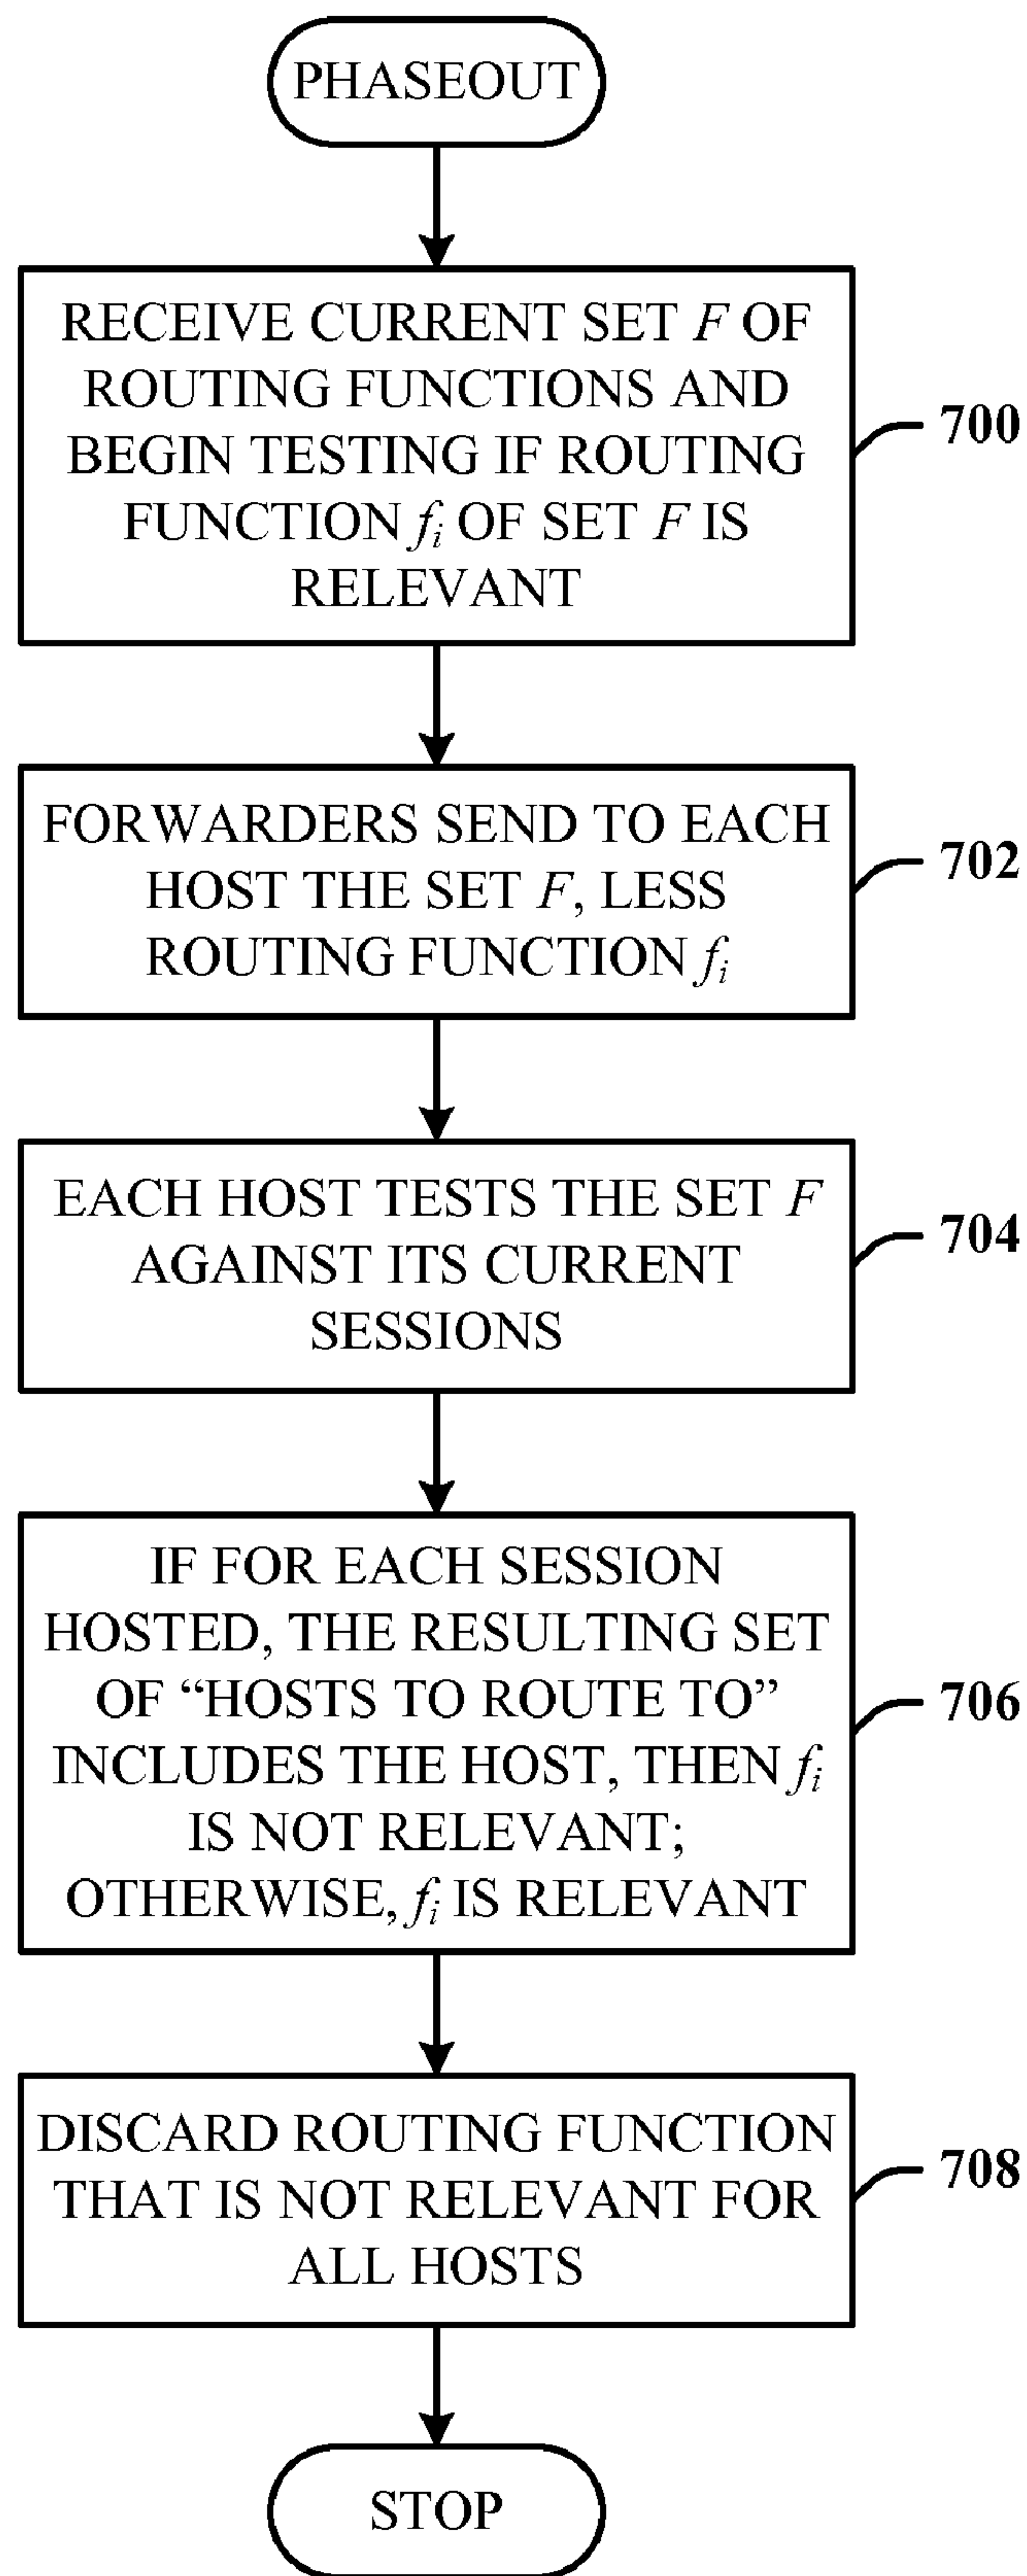 PHASEOUT
RECEIVE CURRENT SET F OF
ROUTING FUNCTIONS AND
BEGIN TESTING IF ROUTING
FUNCTION fi OF SET F IS
RELEVANT
700
FORWARDERS SEND TO EACH
HOST THE SET F, LESS
ROUTING FUNCTION fi
702
EACH HOST TESTS THE SET F
AGAINST ITS CURRENT
SESSIONS
704
IF FOR EACH SESSION
HOSTED, THE RESULTING SET
OF “HOSTS TO ROUTE TO”
INCLUDES THE HOST, THEN fi
IS NOT RELEVANT;
OTHERWISE, fi IS RELEVANT
706
DISCARD ROUTING FUNCTION
THAT IS NOT RELEVANT FOR
ALL HOSTS
708
STOP